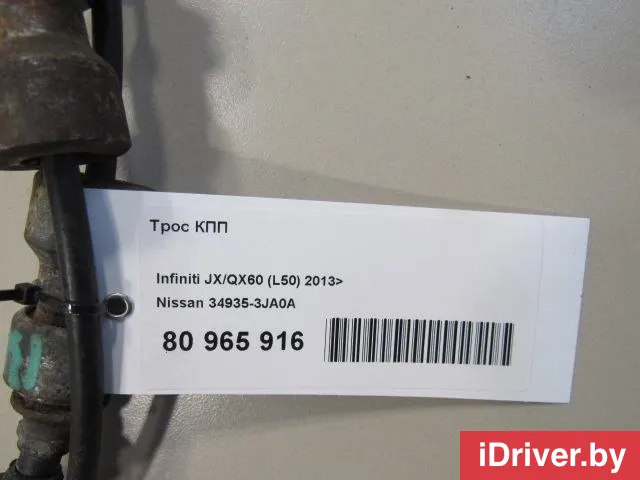 Трос КПП
Infiniti JX/QX60 (L50) 2013>
Nissan 34935-3JA0A
80 965 916
iDriver.by